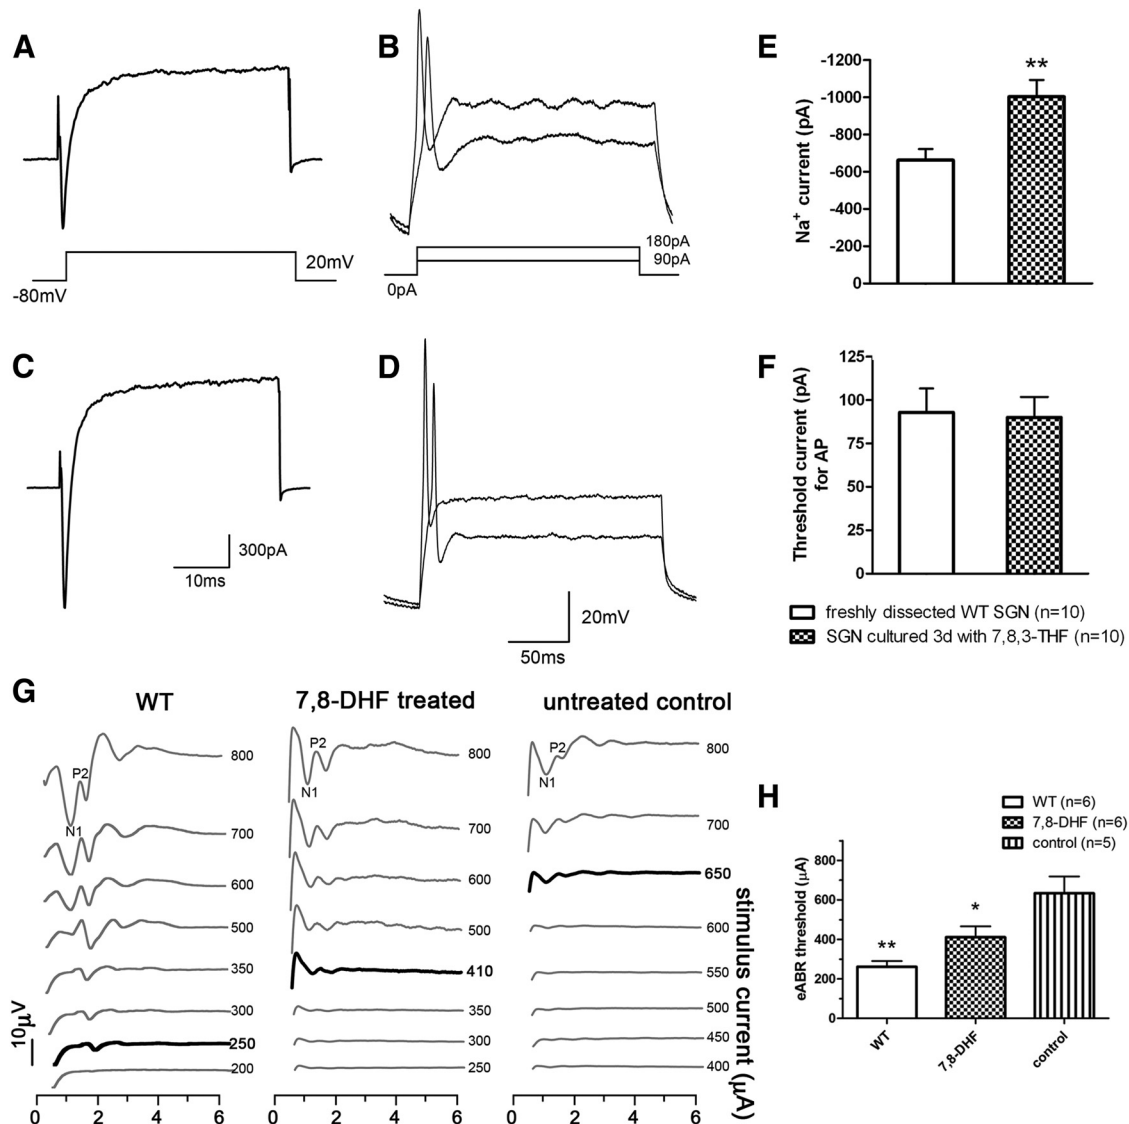 A
-80mV
20mV
B
180pA
90pA
0pA
C
300pA
10ms
D
20mV
50ms
E
-1200
-1000
-800
-600
-400
-200
0
Na+ current (pA)
**
F
125
100
75
50
25
0
Threshold current (pA)
for AP
freshly dissected WT SGN (n=10)
SGN cultured 3d with 7,8,3-THF (n=10)
G
WT
800
P2
N1
700
600
500
350
300
250
200
10μV
0 2 4 6
7,8-DHF treated
P2
800
N1
700
600
500
410
350
300
250
0 2 4 6
untreated control
P2
800
N1
700
650
600
550
500
450
400
0 2 4 6
stimulus current (μA)
H
WT (n=6)
7,8-DHF (n=6)
control (n=5)
eABR threshold (μA)
800
600
400
200
0
**
*
WT
7,8-DHF
control